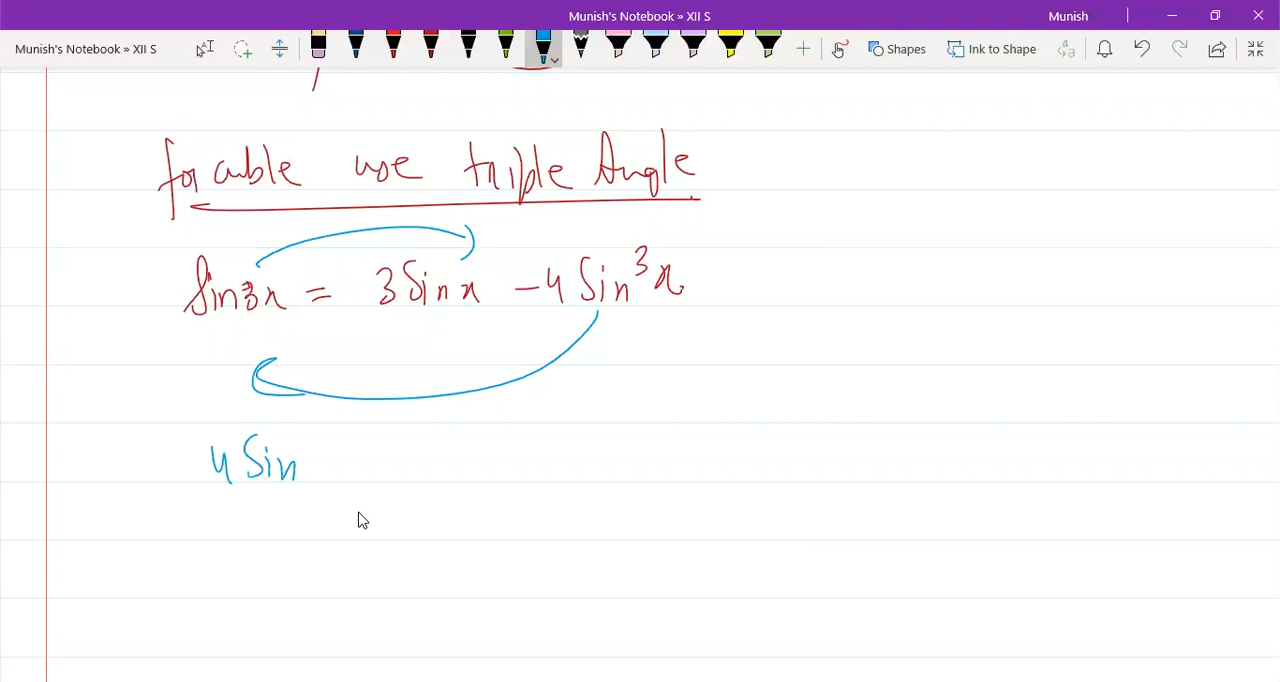 Munish's Notebook » XII S
Munish
Munish's Notebook » XII S
Shapes
Ink to Shape
for cuble use triple Angle
Sin3x = 3Sinx -4Sin³x
4Sin